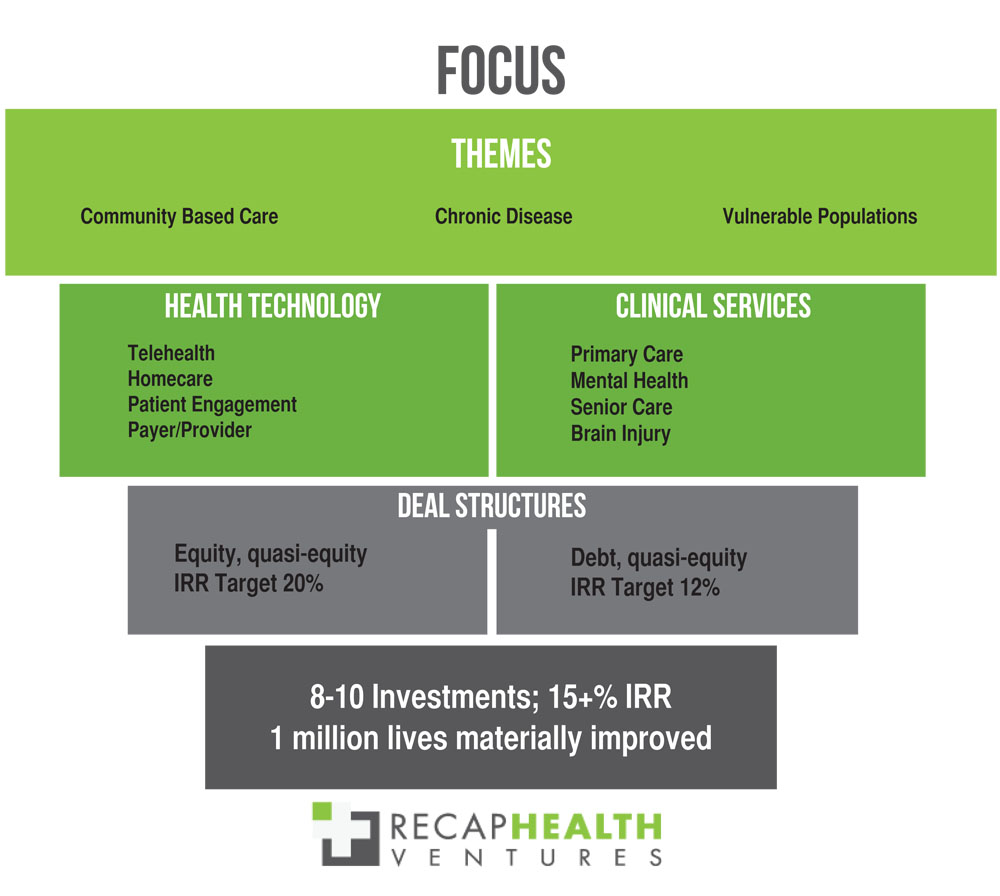 FOCUS
THEMES
Community Based Care
Chronic Disease
Vulnerable Populations
HEALTH TECHNOLOGY
Telehealth
Homecare
Patient Engagement
Payer/Provider
CLINICAL SERVICES
Primary Care
Mental Health
Senior Care
Brain Injury
DEAL STRUCTURES
Equity, quasi-equity
IRR Target 20%
Debt, quasi-equity
IRR Target 12%
8-10 Investments; 15+% IRR
1 million lives materially improved
RECAPHEALTH
VENTURES